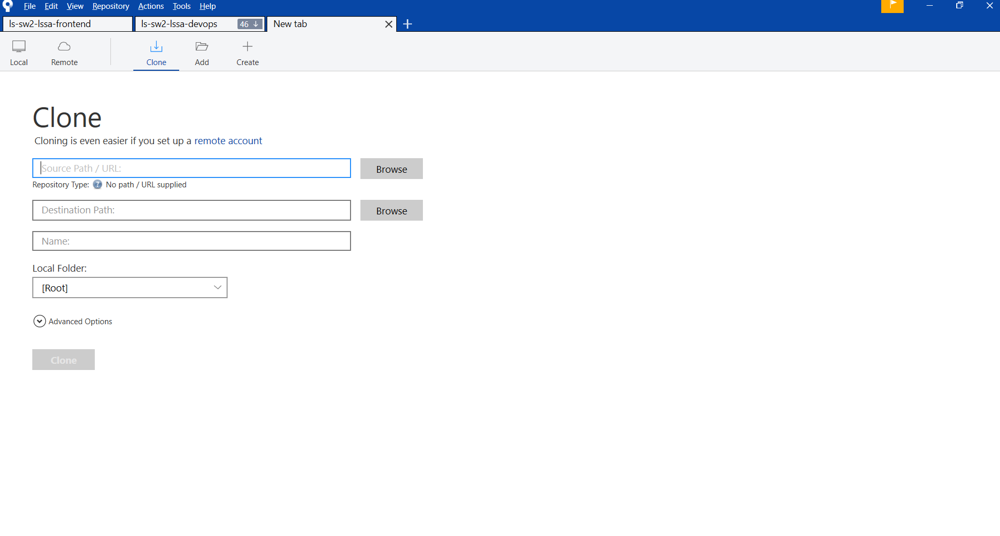 File Edit View Repository Actions Tools Help
ls-sw2-lssa-frontend ls-sw2-lssa-devops 46 ↓ New tab
Local Remote Clone Add Create
Clone
Cloning is even easier if you set up a remote account
Source Path / URL: Browse
Repository Type: ? No path / URL supplied
Destination Path: Browse
Name:
Local Folder:
[Root]
Advanced Options
Clone